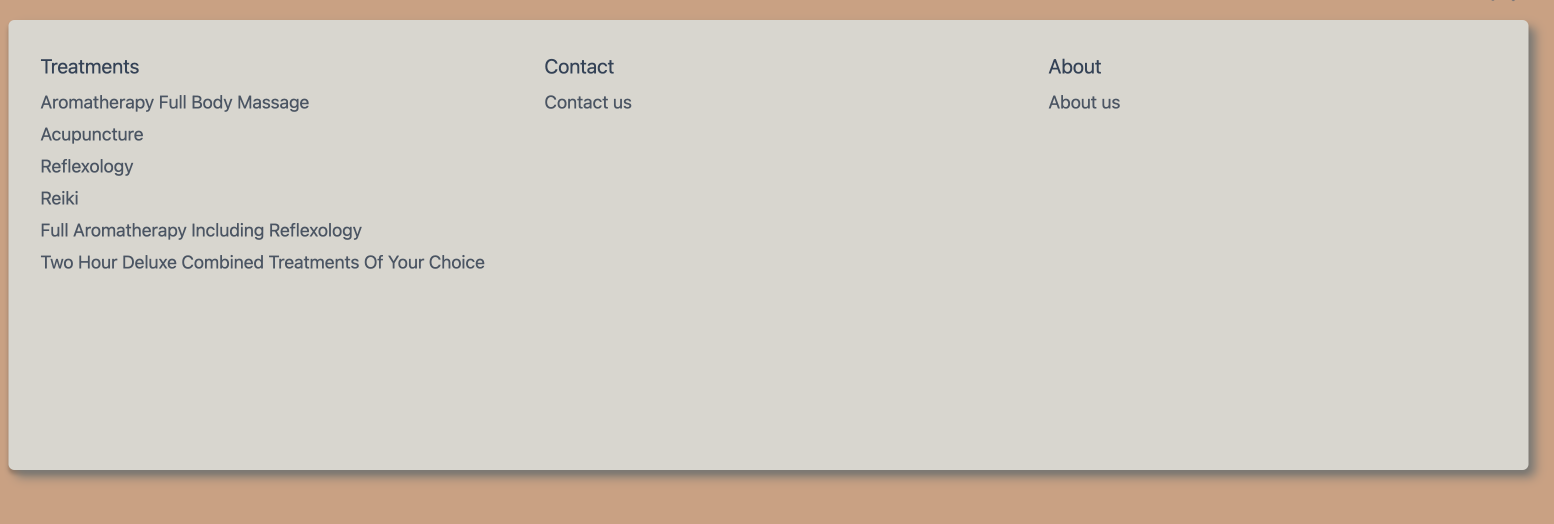 Treatments
Aromatherapy Full Body Massage
Acupuncture
Reflexology
Reiki
Full Aromatherapy Including Reflexology
Two Hour Deluxe Combined Treatments Of Your Choice
Contact
Contact us
About
About us